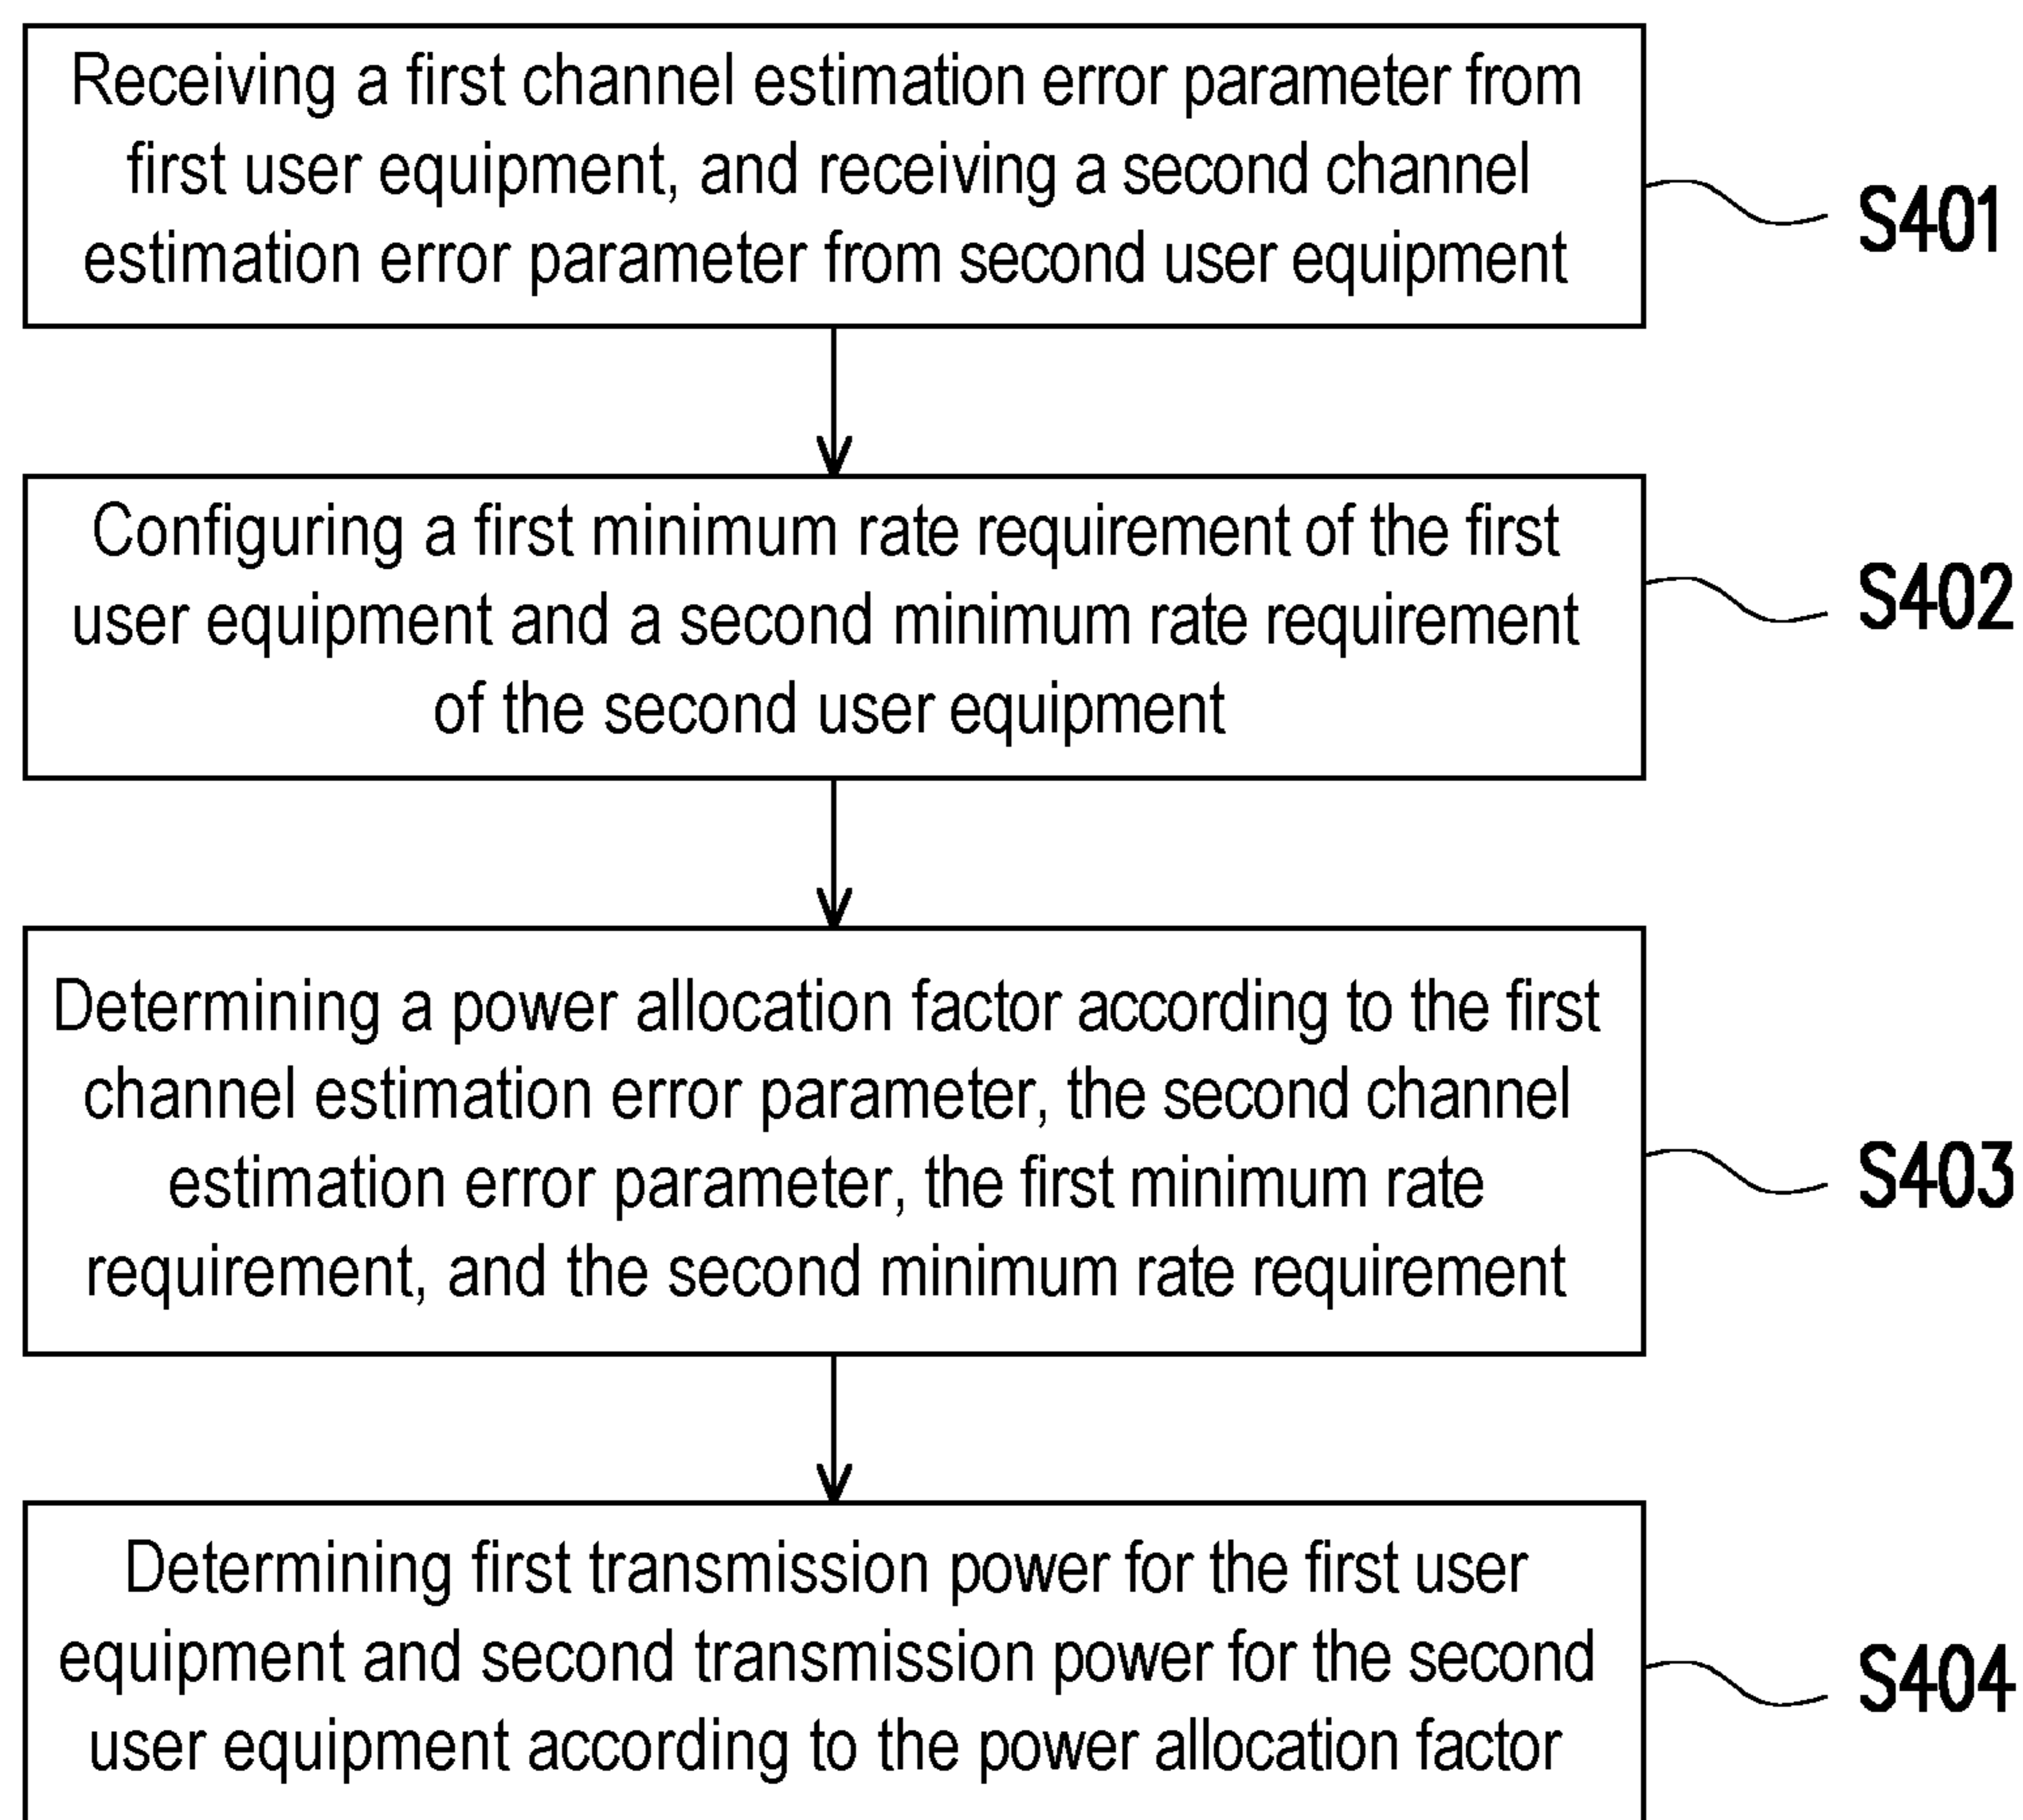 Receiving a first channel estimation error parameter from
first user equipment, and receiving a second channel
estimation error parameter from second user equipment
S401
Configuring a first minimum rate requirement of the first
user equipment and a second minimum rate requirement
of the second user equipment
S402
Determining a power allocation factor according to the first
channel estimation error parameter, the second channel
estimation error parameter, the first minimum rate
requirement, and the second minimum rate requirement
S403
Determining first transmission power for the first user
equipment and second transmission power for the second
user equipment according to the power allocation factor
S404